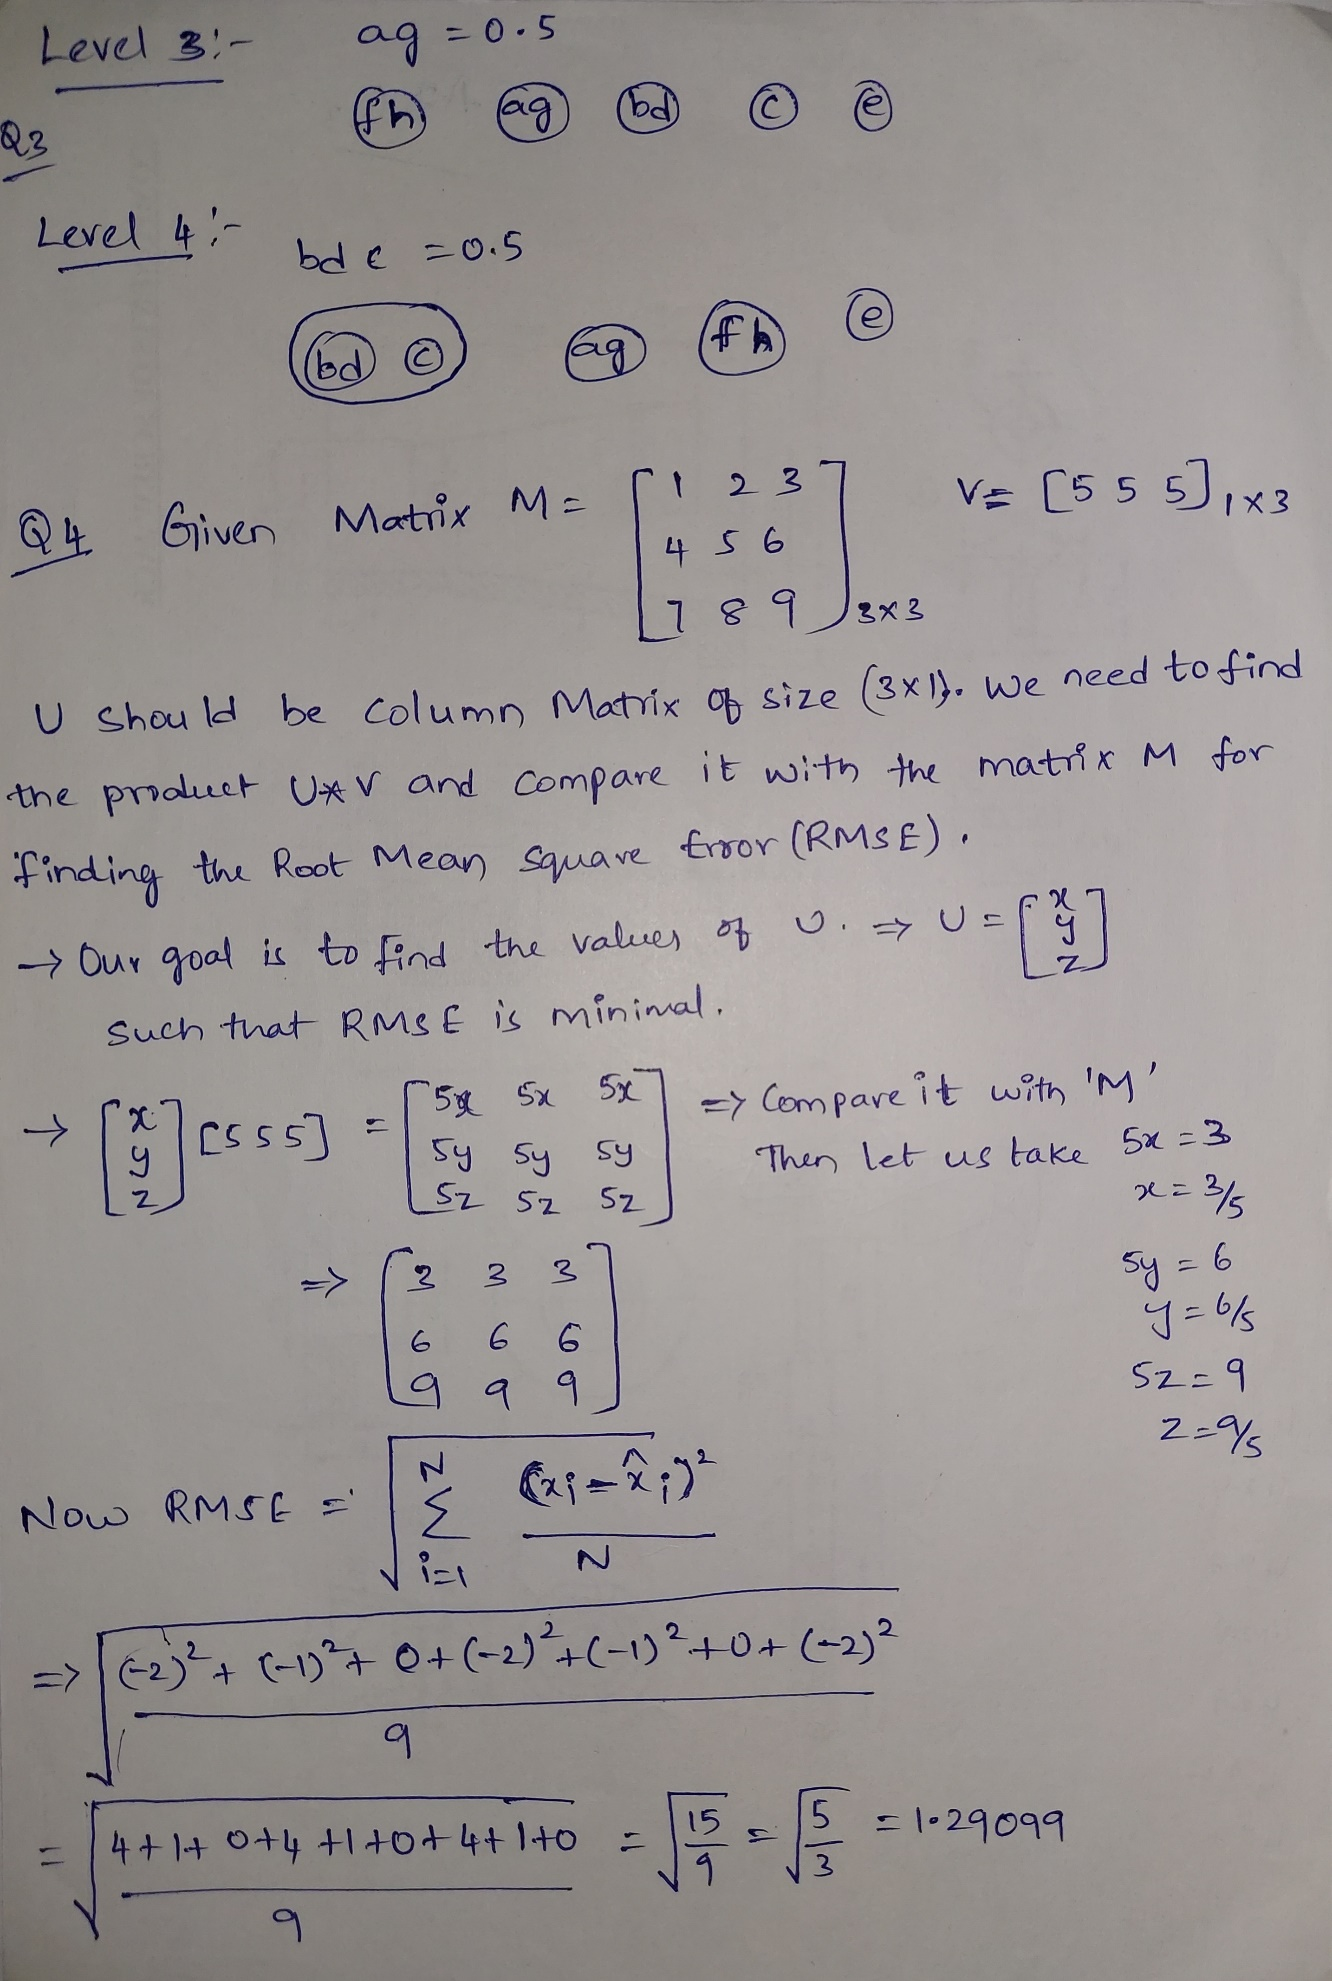 Level 3:- ag = 0.5
fh ag bd c e
Q3
Level 4:- bd c = 0.5
bd c ag fh e
Q4 Given Matrix M = [1 2 3 V = [5 5 5]1×3
4 5 6
7 8 9]3×3
U should be column Matrix of size (3×1). We need to find
the product U*V and compare it with the matrix M for
finding the Root Mean Square Error (RMSE).
→ Our goal is to find the values of U. ⇒ U = [x y z]
such that RMSE is minimal.
→ [x y z] [5 5 5] = [5x 5x 5x ⇒ Compare it with 'M'
5y 5y 5y Then let us take 5x = 3
5z 5z 5z] x = 3/5
⇒ [3 3 3 5y = 6
6 6 6 y = 6/5
9 9 9] 5z = 9
z = 9/5
Now RMSE = √ N Σ i=1 (xi - x̂i)² / N
⇒ √ (-2)² + (-1)² + 0 + (-2)² + (-1)² + 0 + (-2)²
9
= √ 4+1+0+4+1+0+4+1+0 = √15/9 = √5/3 = 1.29099
9